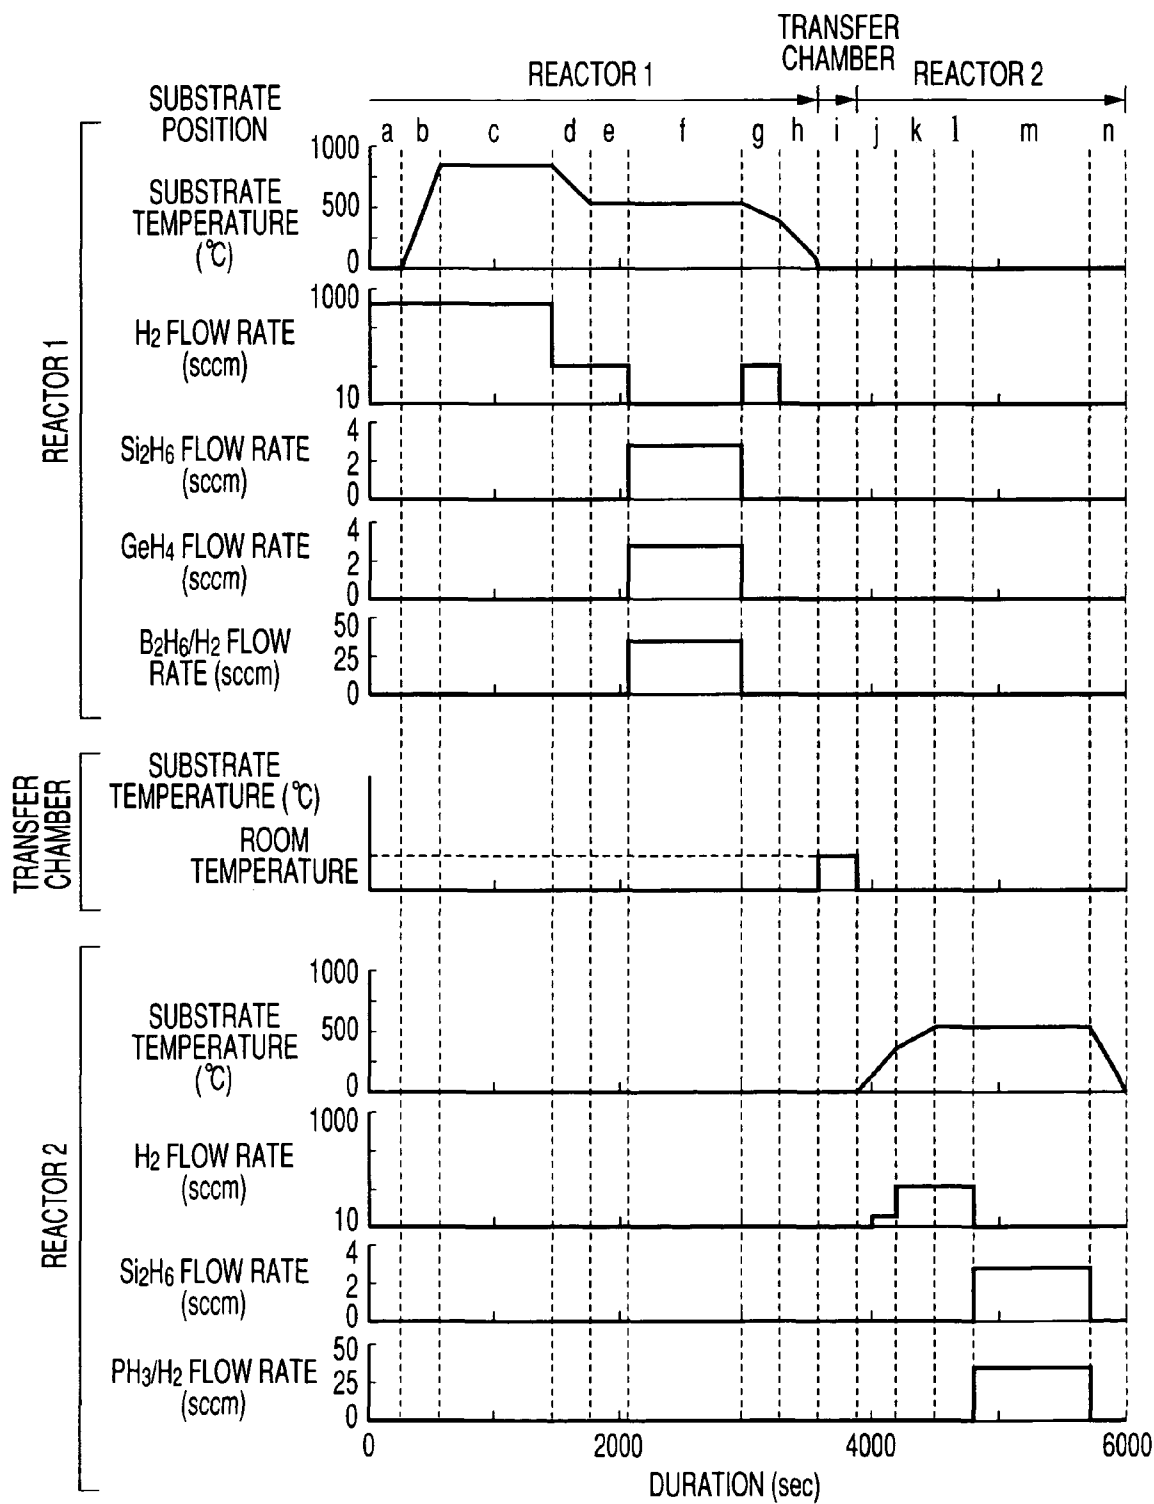 TRANSFER
CHAMBER
REACTOR 1
REACTOR 2
SUBSTRATE
POSITION
a b c d e f g h i j k l m n
REACTOR 1
1000
SUBSTRATE
500
TEMPERATURE
(℃)
0
1000
H2 FLOW RATE
(sccm)
10
4
Si2H6 FLOW RATE
2
(sccm)
0
4
GeH4 FLOW RATE
2
(sccm)
0
50
B2H6/H2 FLOW
25
RATE (sccm)
0
TRANSFER
CHAMBER
SUBSTRATE
TEMPERATURE (℃)
ROOM
TEMPERATURE
REACTOR 2
1000
SUBSTRATE
500
TEMPERATURE
(℃)
0
1000
H2 FLOW RATE
(sccm)
10
4
Si2H6 FLOW RATE
2
(sccm)
0
50
PH3/H2 FLOW RATE
25
(sccm)
0
0 2000 4000 6000
DURATION (sec)